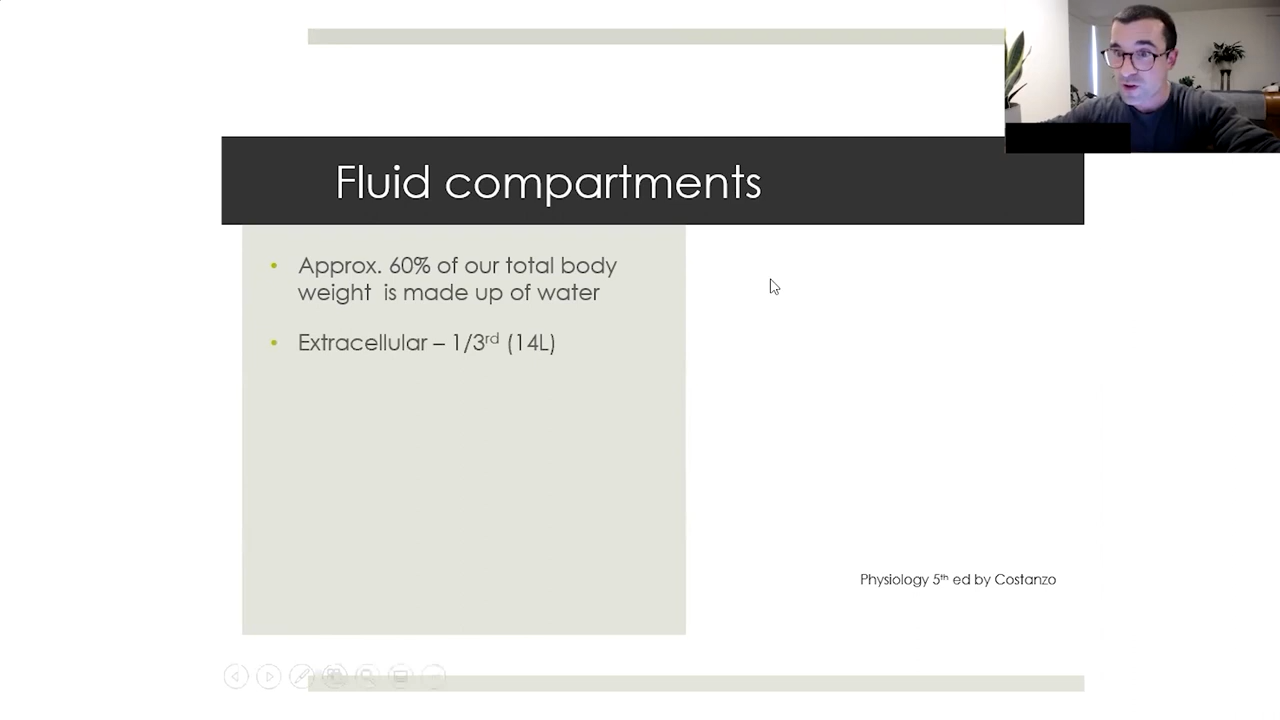 Fluid compartments
• Approx. 60% of our total body
weight is made up of water
• Extracellular – 1/3rd (14L)
Physiology 5th ed by Costanzo